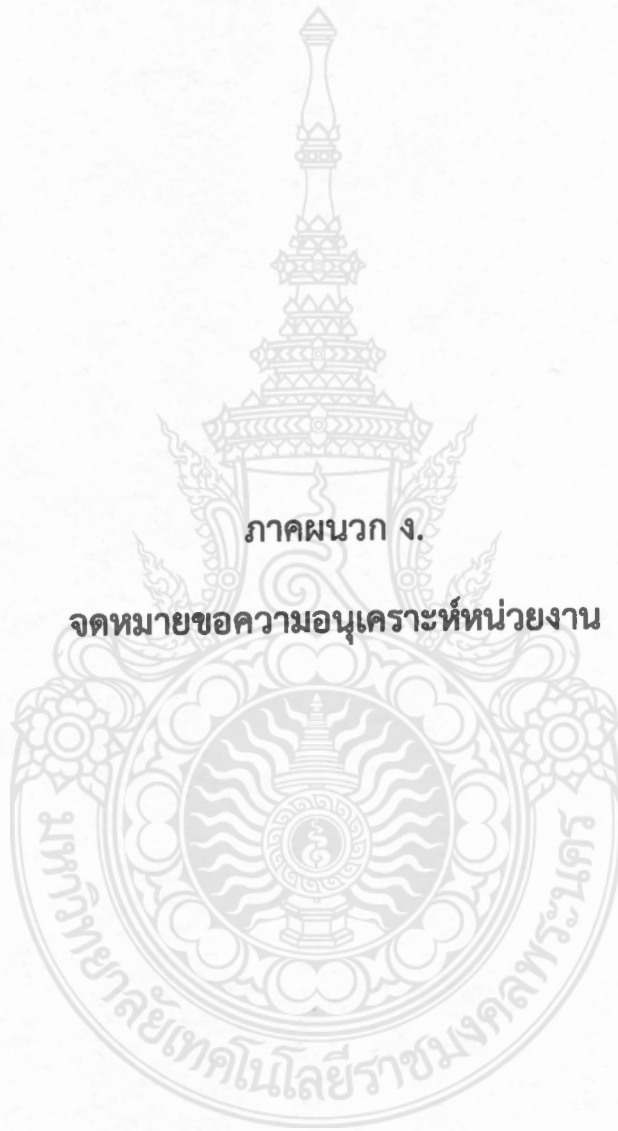 ภาคผนวก ง.
จดหมายขอความอนุเคราะห์หน่วยงาน
มหาวิทยาลัยเทคโนโลยีราชมงคลพระนคร